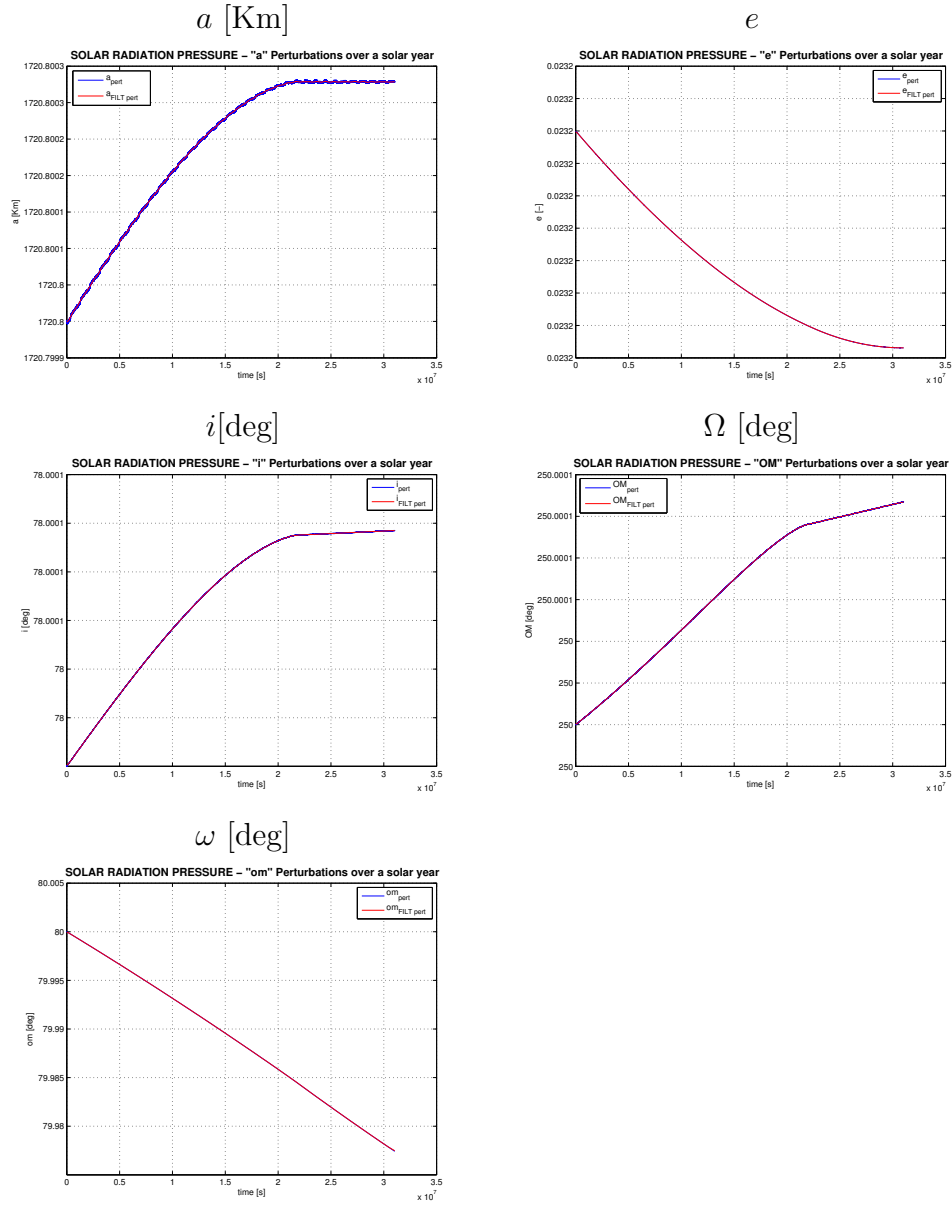 a [Km]
SOLAR RADIATION PRESSURE – "a" Perturbations over a solar year
a_pert
a_FILT pert
1720.8003
1720.8003
1720.8002
1720.8002
1720.8001
1720.8001
1720.8
1720.8
1720.7999
a [Km]
0 0.5 1 1.5 2 2.5 3 3.5
time [s]
x 10^7
e
SOLAR RADIATION PRESSURE – "e" Perturbations over a solar year
e_pert
e_FILT pert
0.0232
0.0232
0.0232
0.0232
0.0232
0.0232
0.0232
0.0232
0.0232
0.0232
e [–]
0 0.5 1 1.5 2 2.5 3 3.5
time [s]
x 10^7
i[deg]
SOLAR RADIATION PRESSURE – "i" Perturbations over a solar year
i_pert
i_FILT pert
78.0001
78.0001
78.0001
78.0001
78
78
i [deg]
0 0.5 1 1.5 2 2.5 3 3.5
time [s]
x 10^7
Ω [deg]
SOLAR RADIATION PRESSURE – "OM" Perturbations over a solar year
OM_pert
OM_FILT pert
250.0001
250.0001
250.0001
250.0001
250
250
250
250
OM [deg]
0 0.5 1 1.5 2 2.5 3 3.5
time [s]
x 10^7
ω [deg]
SOLAR RADIATION PRESSURE – "om" Perturbations over a solar year
om_pert
om_FILT pert
80.005
80
79.995
79.99
79.985
79.98
om [deg]
0 0.5 1 1.5 2 2.5 3 3.5
time [s]
x 10^7